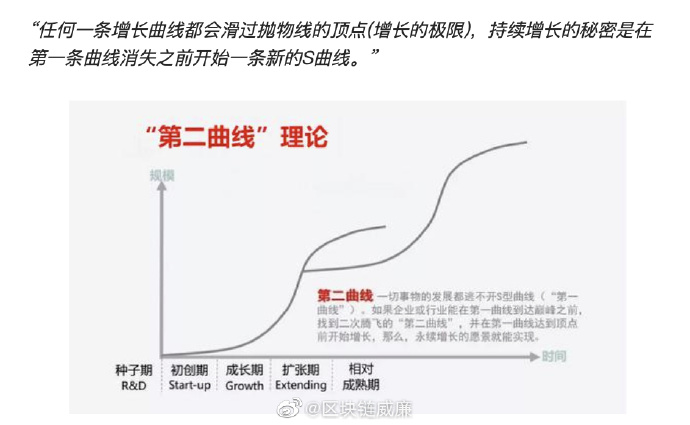 “任何一条增长曲线都会滑过抛物线的顶点(增长的极限)，持续增长的秘密是在
第一条曲线消失之前开始一条新的S曲线。”
“第二曲线”理论
规模
第二曲线 一切事物的发展都逃不开S型曲线（“第一
曲线”）。如果企业或行业能在第一曲线到达巅峰之前，
找到二次腾飞的“第二曲线”，并在第一曲线达到顶点
前开始增长，那么，永续增长的愿景就能实现。
时间
种子期 初创期 成长期 扩张期 相对
R&D Start-up Growth Extending 成熟期
@区块链威廉